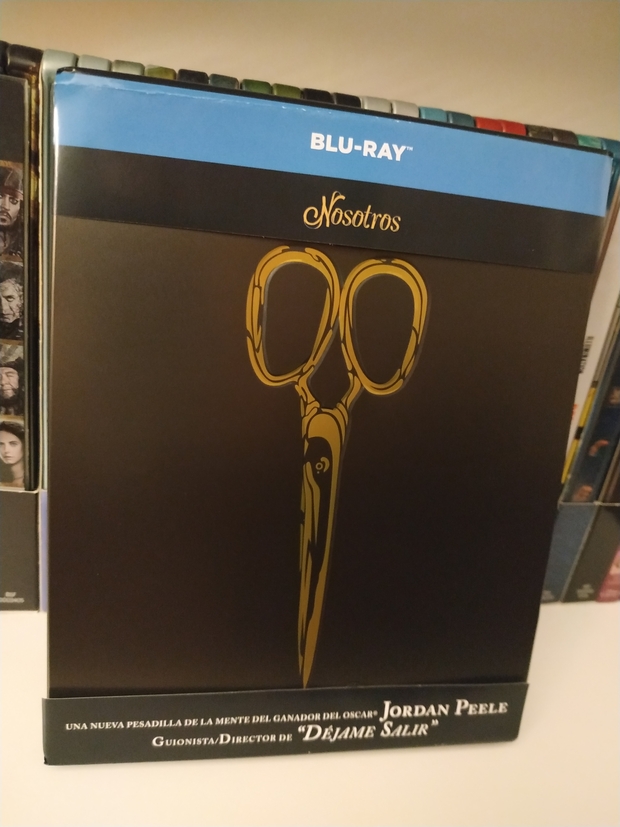 BLU-RAY™
Nosotros
UNA NUEVA PESADILLA DE LA MENTE DEL GANADOR DEL OSCAR® JORDAN PEELE
GUIONISTA/DIRECTOR DE "DÉJAME SALIR"